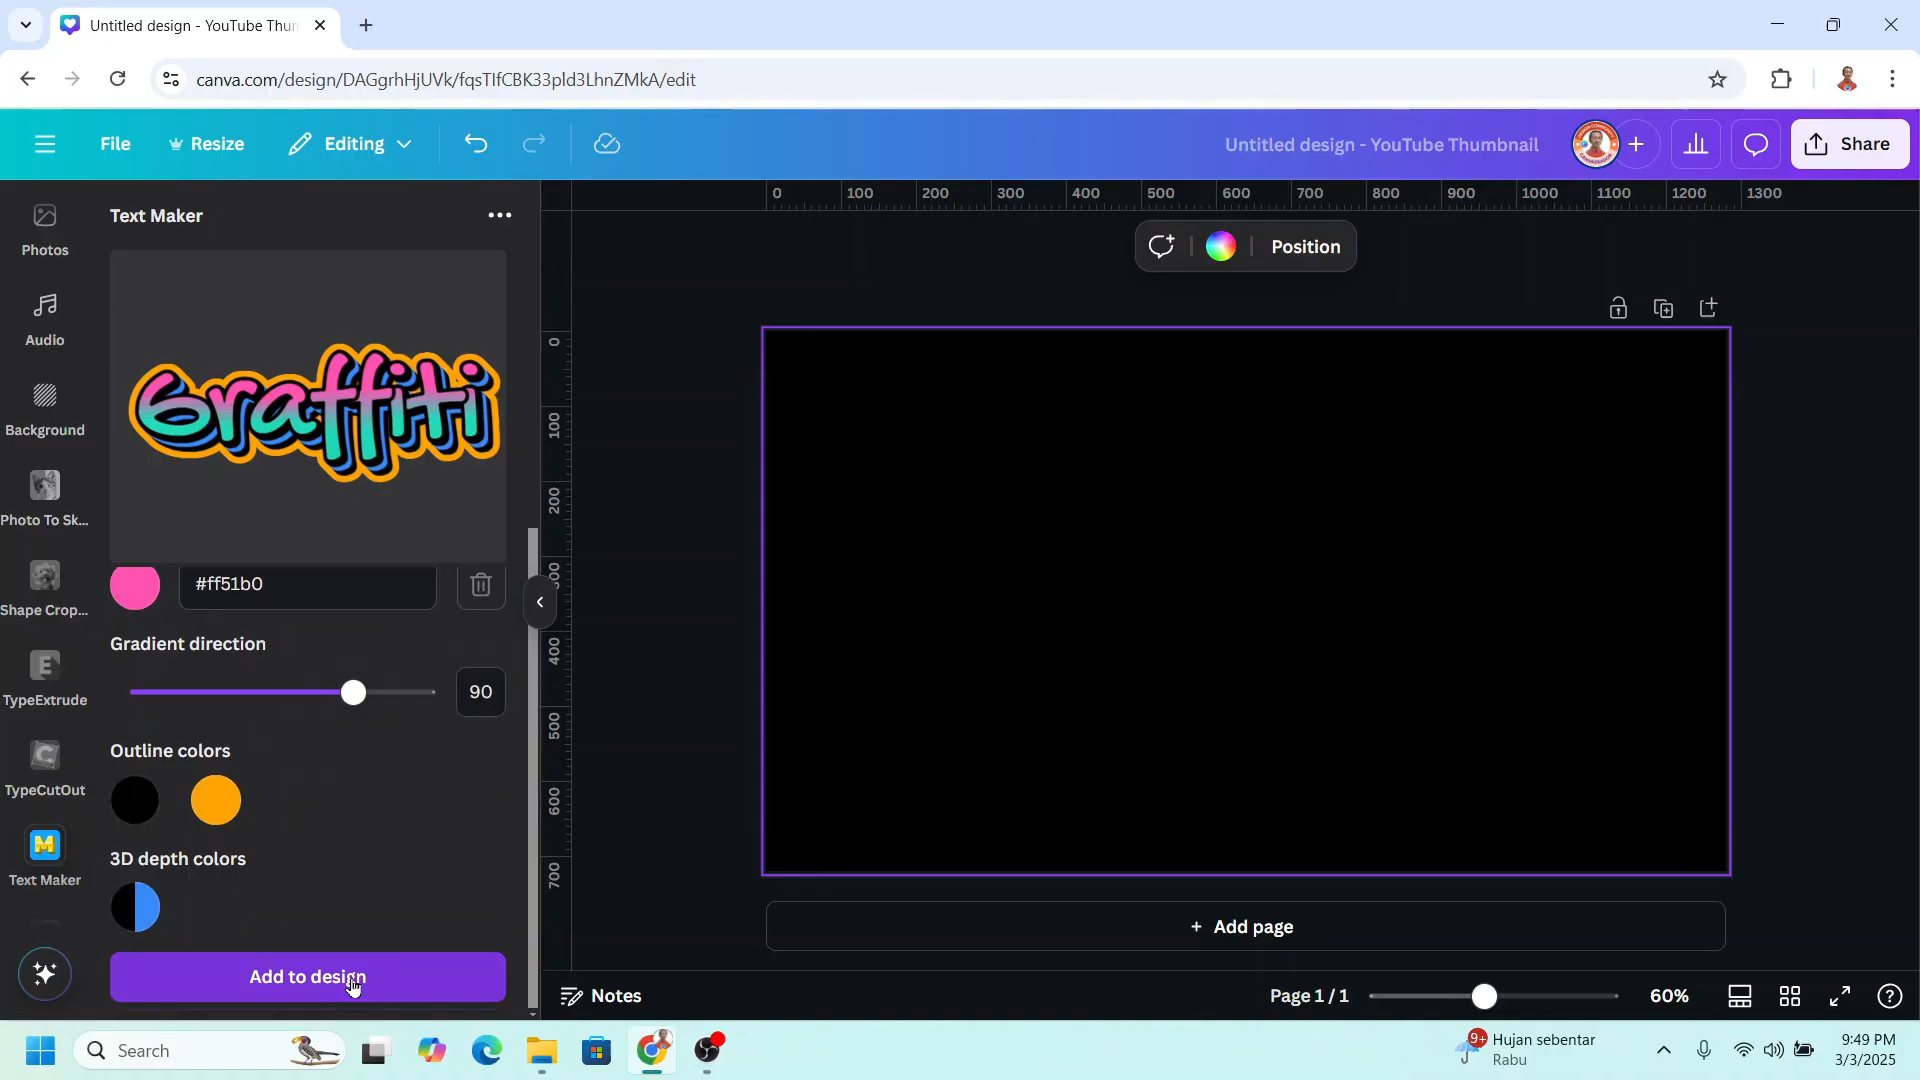 Untitled design - YouTube Thun
canva.com/design/DAGgrhHjUVk/fqsTIfCBK33pld3LhnZMkA/edit
File
Resize
Editing
Untitled design - YouTube Thumbnail
Share
Photos
Audio
Background
Photo To Sk...
Shape Crop...
TypeExtrude
TypeCutOut
Text Maker
Text Maker
Graffiti
#ff51b0
Gradient direction
90
Outline colors
3D depth colors
Add to design
0 100 200 300 400 500 600 700 800 900 1000 1100 1200 1300
0
100
200
300
400
500
600
700
Position
+ Add page
Notes
Page 1 / 1
60%
Search
9+
Hujan sebentar
Rabu
9:49 PM
3/3/2025